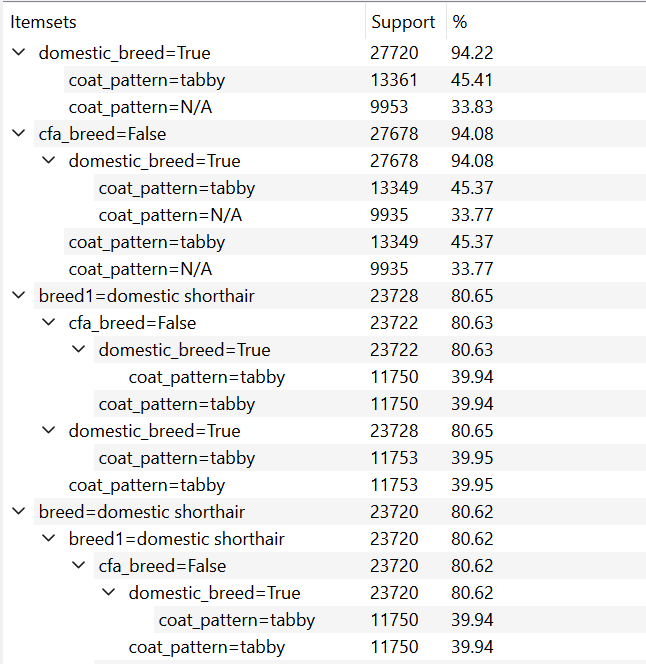 Itemsets Support %
domestic_breed=True 27720 94.22
coat_pattern=tabby 13361 45.41
coat_pattern=N/A 9953 33.83
cfa_breed=False 27678 94.08
domestic_breed=True 27678 94.08
coat_pattern=tabby 13349 45.37
coat_pattern=N/A 9935 33.77
coat_pattern=tabby 13349 45.37
coat_pattern=N/A 9935 33.77
breed1=domestic shorthair 23728 80.65
cfa_breed=False 23722 80.63
domestic_breed=True 23722 80.63
coat_pattern=tabby 11750 39.94
coat_pattern=tabby 11750 39.94
domestic_breed=True 23728 80.65
coat_pattern=tabby 11753 39.95
coat_pattern=tabby 11753 39.95
breed=domestic shorthair 23720 80.62
breed1=domestic shorthair 23720 80.62
cfa_breed=False 23720 80.62
domestic_breed=True 23720 80.62
coat_pattern=tabby 11750 39.94
coat_pattern=tabby 11750 39.94